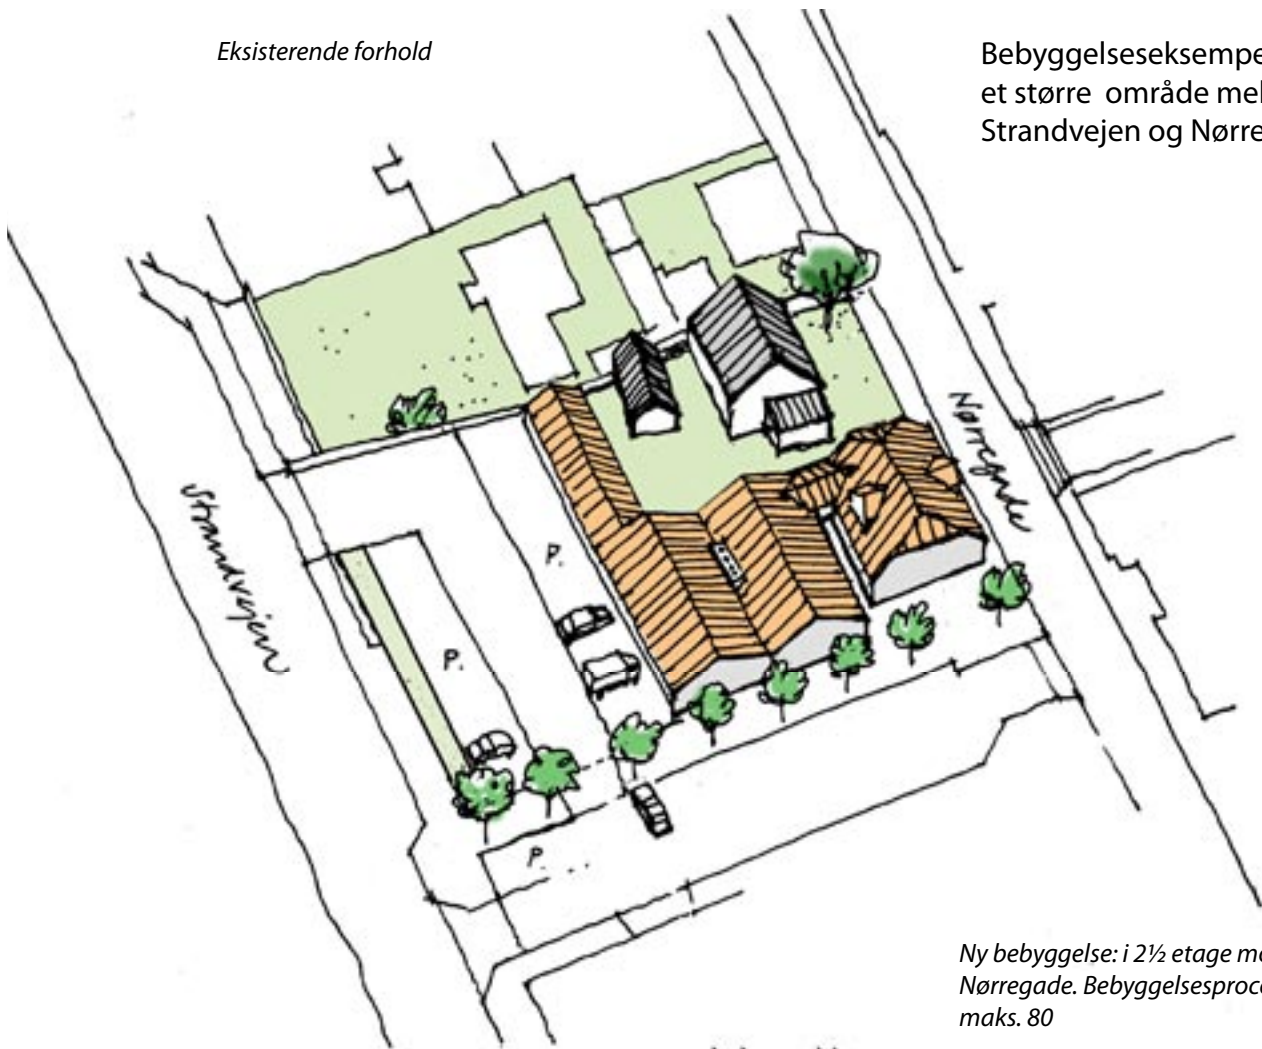 Eksisterende forhold
Bebyggelseseksempe
et større område mel
Strandvejen og Nørre
Nørregade
Strandvejen
P.
P.
P.
Ny bebyggelse: i 2½ etage m
Nørregade. Bebyggelsesproc
maks. 80